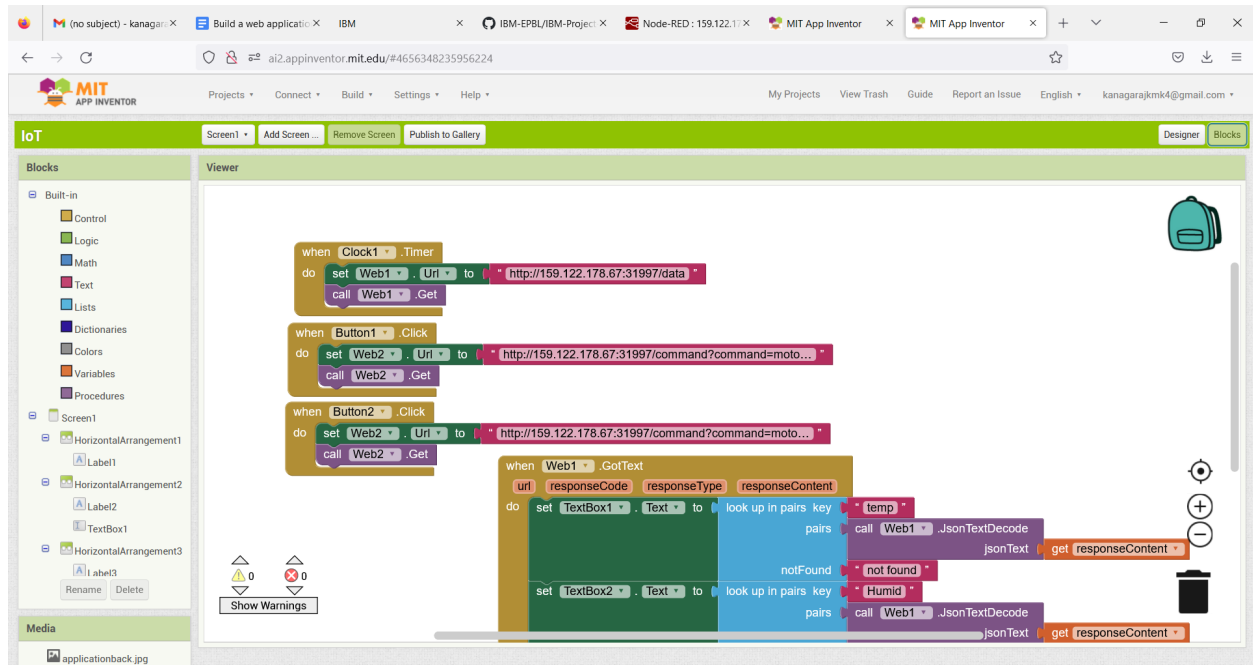 (no subject) - kanagara
Build a web applicatio
IBM
IBM-EPBL/IBM-Project
Node-RED : 159.122.17
MIT App Inventor
MIT App Inventor
ai2.appinventor.mit.edu/#4656348235956224
MIT
APP INVENTOR
Projects Connect Build Settings Help My Projects View Trash Guide Report an Issue English kanagarajkmk4@gmail.com
IoT Screen1 Add Screen ... Remove Screen Publish to Gallery Designer Blocks
Blocks
Built-in
Control
Logic
Math
Text
Lists
Dictionaries
Colors
Variables
Procedures
Screen1
HorizontalArrangement1
Label1
HorizontalArrangement2
Label2
TextBox1
HorizontalArrangement3
Label3
Rename Delete
Media
applicationback.jpg
Viewer
when Clock1 .Timer
do set Web1 . Url to " http://159.122.178.67:31997/data "
call Web1 .Get
when Button1 .Click
do set Web2 . Url to " http://159.122.178.67:31997/command?command=moto... "
call Web2 .Get
when Button2 .Click
do set Web2 . Url to " http://159.122.178.67:31997/command?command=moto... "
call Web2 .Get
when Web1 .GotText
url responseCode responseType responseContent
do set TextBox1 . Text to look up in pairs key " temp "
pairs call Web1 .JsonTextDecode
jsonText get responseContent
notFound " not found "
set TextBox2 . Text to look up in pairs key " Humid "
pairs call Web1 .JsonTextDecode
jsonText get responseContent
0 0
Show Warnings